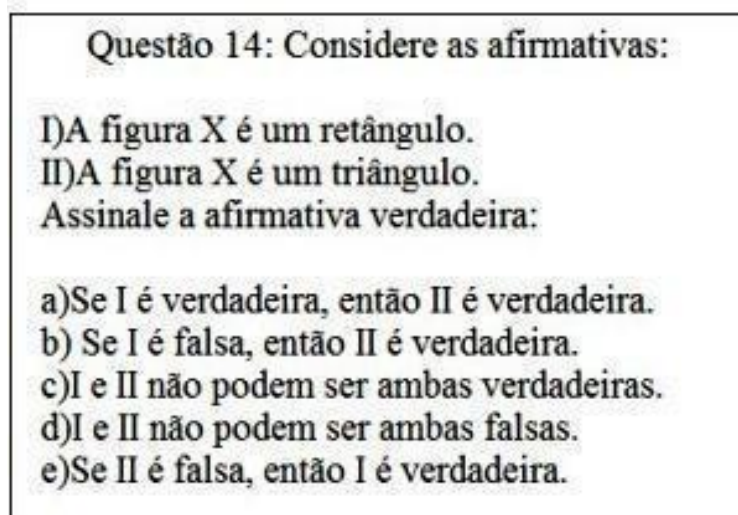 Questão 14: Considere as afirmativas:
I)A figura X é um retângulo.
II)A figura X é um triângulo.
Assinale a afirmativa verdadeira:
a)Se I é verdadeira, então II é verdadeira.
b) Se I é falsa, então II é verdadeira.
c)I e II não podem ser ambas verdadeiras.
d)I e II não podem ser ambas falsas.
e)Se II é falsa, então I é verdadeira.